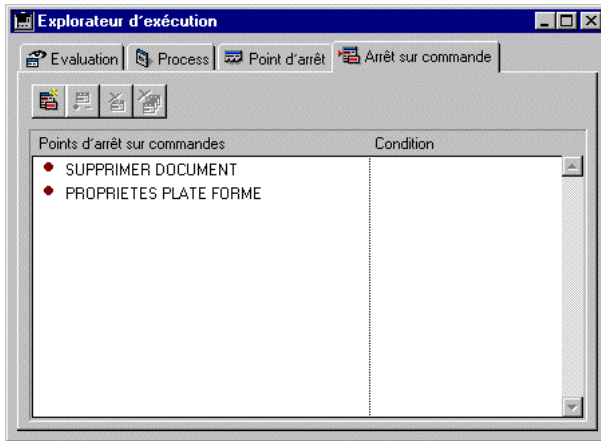 Explorateur d'exécution
Evaluation Process Point d'arrêt Arrêt sur commande
Points d'arrêt sur commandes Condition
SUPPRIMER DOCUMENT
PROPRIETES PLATE FORME